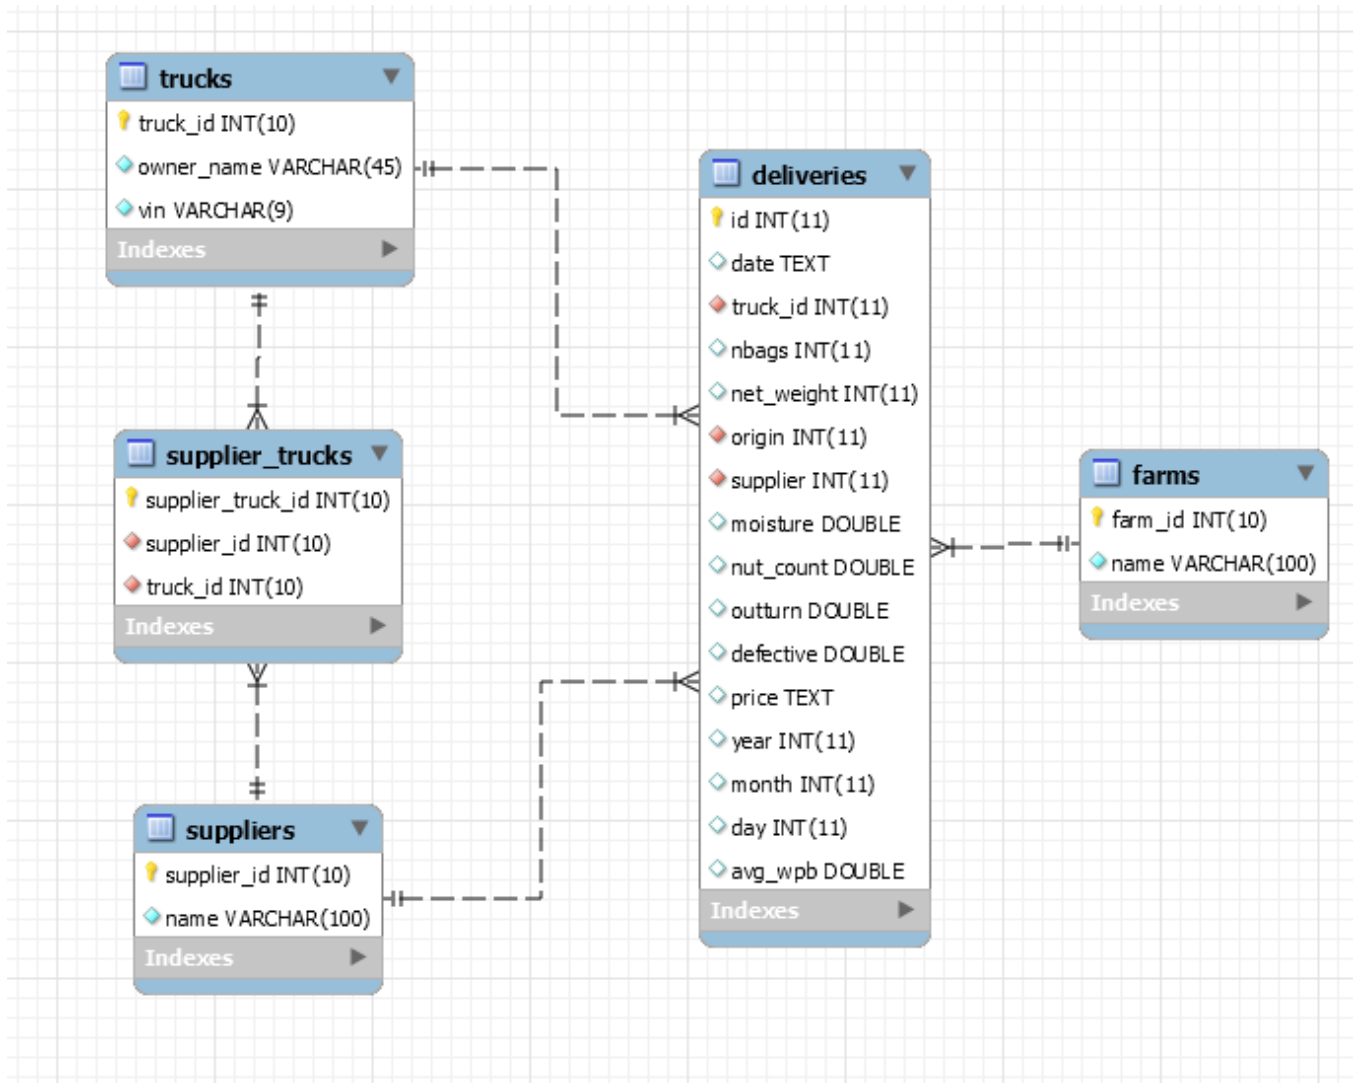 trucks
truck_id INT(10)
owner_name VARCHAR(45)
vin VARCHAR(9)
Indexes
supplier_trucks
supplier_truck_id INT(10)
supplier_id INT(10)
truck_id INT(10)
Indexes
suppliers
supplier_id INT(10)
name VARCHAR(100)
Indexes
deliveries
id INT(11)
date TEXT
truck_id INT(11)
nbags INT(11)
net_weight INT(11)
origin INT(11)
supplier INT(11)
moisture DOUBLE
nut_count DOUBLE
outturn DOUBLE
defective DOUBLE
price TEXT
year INT(11)
month INT(11)
day INT(11)
avg_wpb DOUBLE
Indexes
farms
farm_id INT(10)
name VARCHAR(100)
Indexes